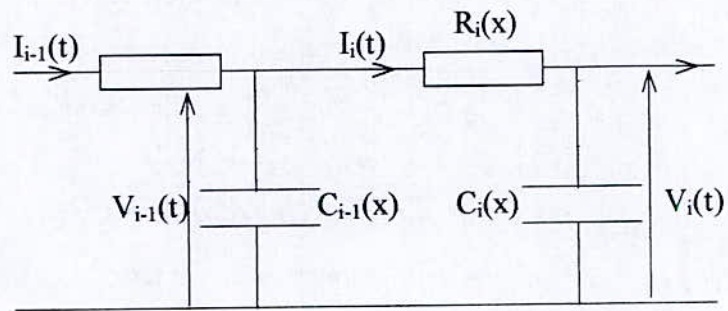 I_{i-1}(t) I_i(t) R_i(x)
V_{i-1}(t) C_{i-1}(x) C_i(x) V_i(t)